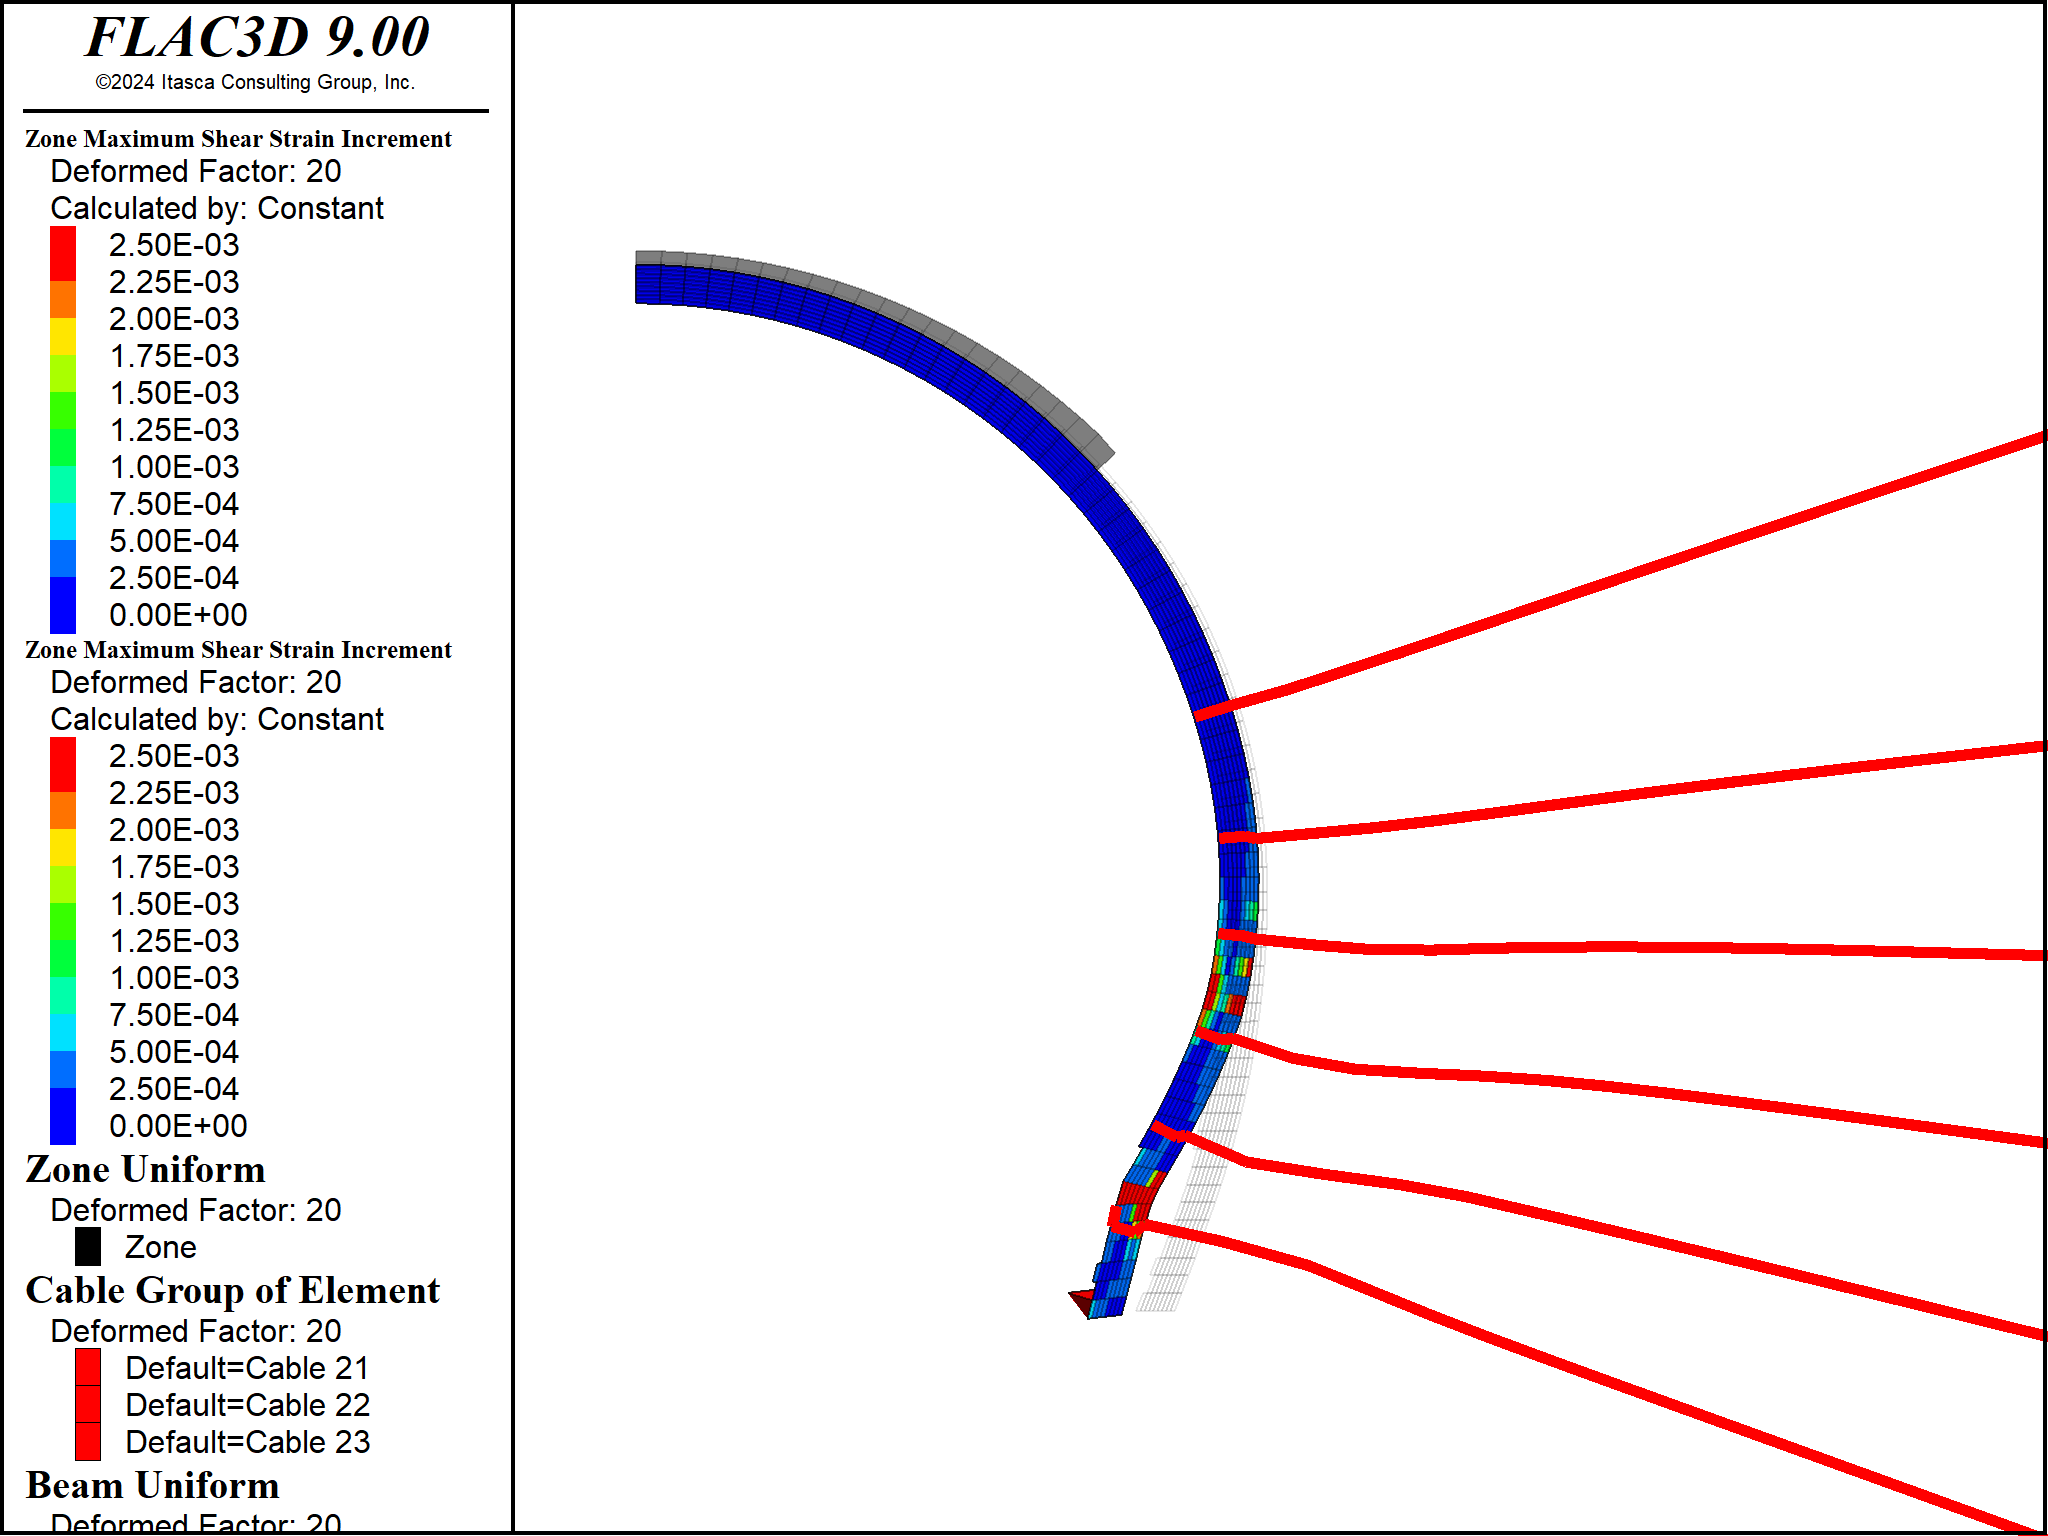 FLAC3D 9.00
©2024 Itasca Consulting Group, Inc.
Zone Maximum Shear Strain Increment
Deformed Factor: 20
Calculated by: Constant
2.50E-03
2.25E-03
2.00E-03
1.75E-03
1.50E-03
1.25E-03
1.00E-03
7.50E-04
5.00E-04
2.50E-04
0.00E+00
Zone Maximum Shear Strain Increment
Deformed Factor: 20
Calculated by: Constant
2.50E-03
2.25E-03
2.00E-03
1.75E-03
1.50E-03
1.25E-03
1.00E-03
7.50E-04
5.00E-04
2.50E-04
0.00E+00
Zone Uniform
Deformed Factor: 20
Zone
Cable Group of Element
Deformed Factor: 20
Default=Cable 21
Default=Cable 22
Default=Cable 23
Beam Uniform
Deformed Factor: 20